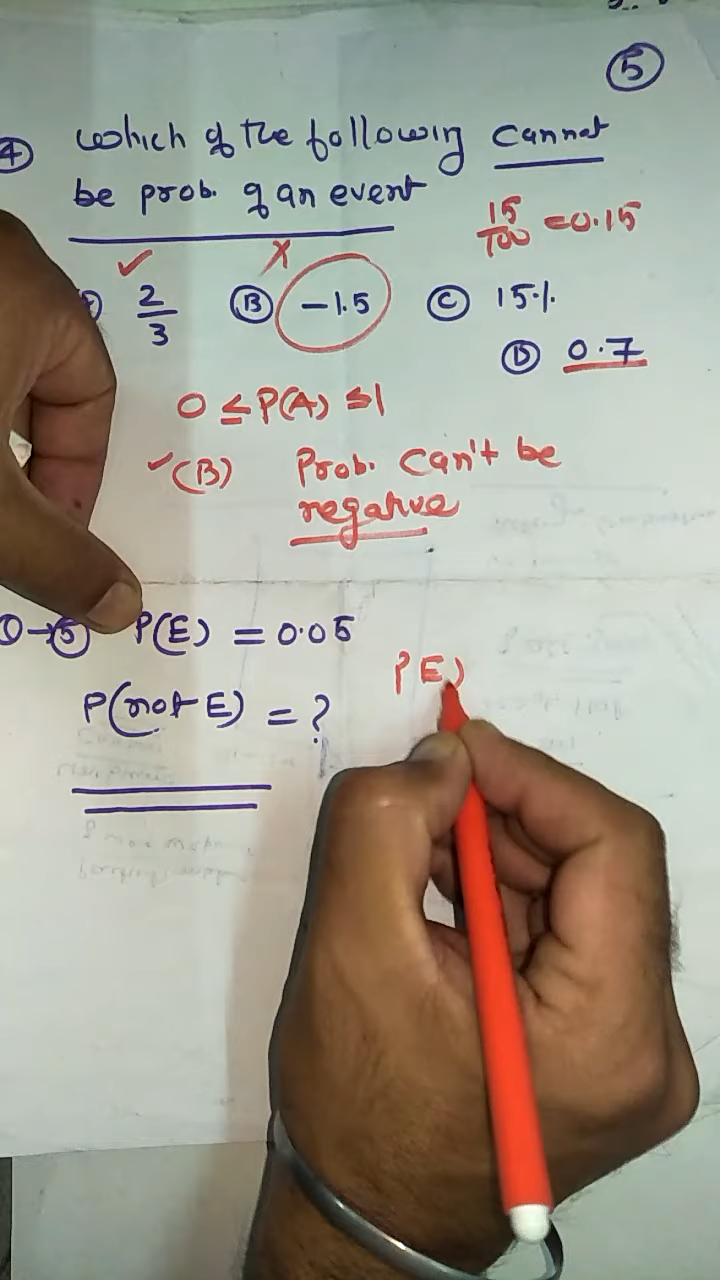 5
4 Which of the following cannot
be prob. of an event
15/100 = 0.15
2/3 B -1.5 C 15%
D 0.7
0 ≤ P(A) ≤ 1
(B) Prob. can't be
negative
5 P(E) = 0.05
P(E)
P(not E) = ?